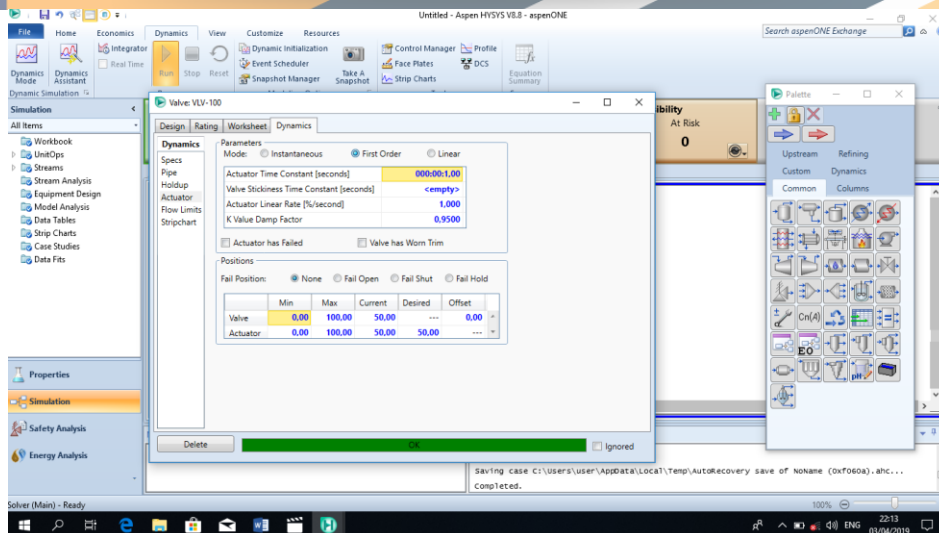 Untitled - Aspen HYSYS V8.8 - aspenONE
File Home Economics Dynamics View Customize Resources
Search aspenONE Exchange
Dynamics Mode
Dynamics Assistant
Integrator
Real Time
Run Stop Reset
Dynamic Initialization
Event Scheduler
Snapshot Manager
Take A Snapshot
Control Manager
Face Plates
Strip Charts
Profile
DCS
Equation Summary
Dynamic Simulation
Simulation
All Items
Workbook
UnitOps
Streams
Stream Analysis
Equipment Design
Model Analysis
Data Tables
Strip Charts
Case Studies
Data Fits
Properties
Simulation
Safety Analysis
Energy Analysis
Valve: VLV-100
Design Rating Worksheet Dynamics
Dynamics
Specs
Pipe
Holdup
Actuator
Flow Limits
Stripchart
Parameters
Mode: Instantaneous First Order Linear
Actuator Time Constant [seconds] 000:00:1,00
Valve Stickiness Time Constant [seconds] <empty>
Actuator Linear Rate [%/second] 1,000
K Value Damp Factor 0,9500
Actuator has Failed Valve has Worn Trim
Positions
Fail Position: None Fail Open Fail Shut Fail Hold
Min Max Current Desired Offset
Valve 0,00 100,00 50,00 --- 0,00
Actuator 0,00 100,00 50,00 50,00 ---
Delete OK Ignored
ibility
At Risk
0
Palette
Upstream Refining
Custom Dynamics
Common Columns
Cn(A)
EO
pH
Saving case C:\Users\user\AppData\Local\Temp\AutoRecovery save of NoName (0xf060a).ahc...
Completed.
Solver (Main) - Ready
100%
ENG
22:13
03/04/2019